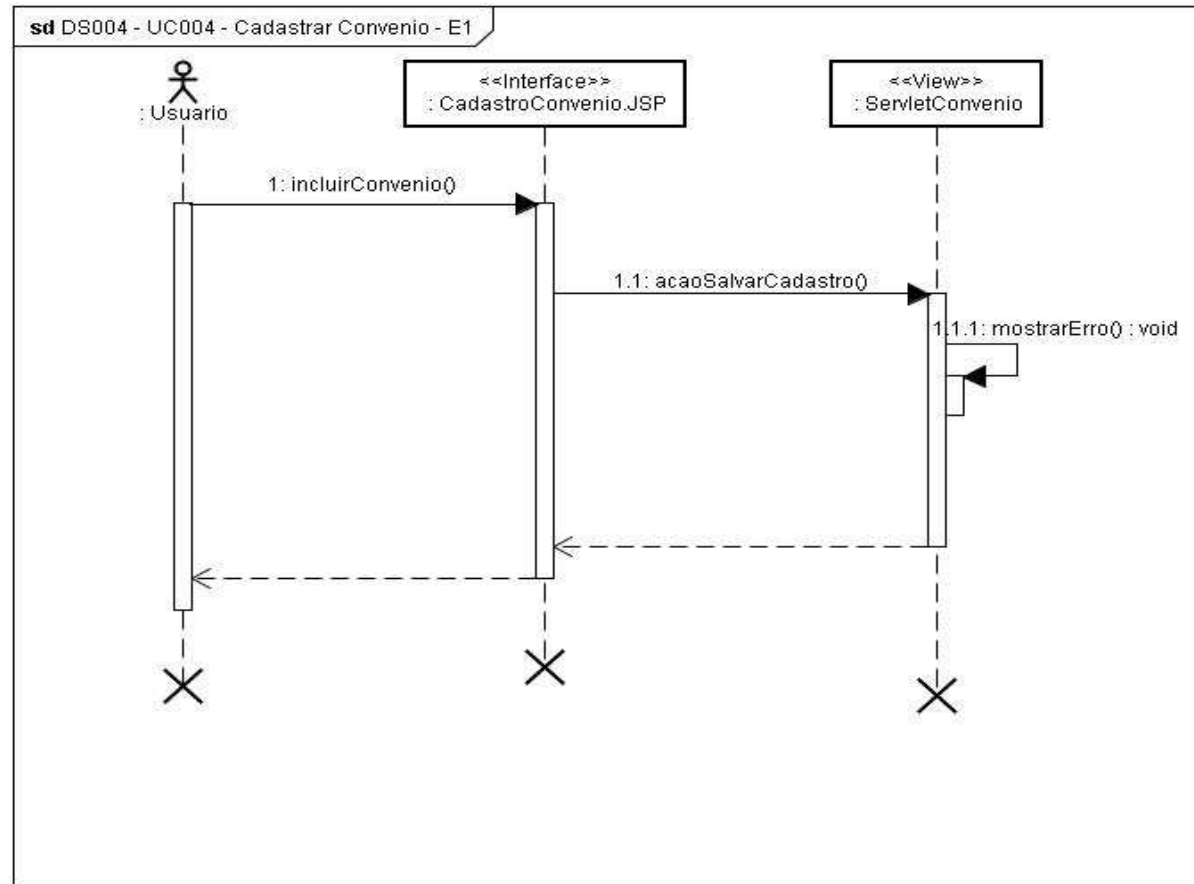 sd DS004 - UC004 - Cadastrar Convenio - E1
: Usuario
<<Interface>>
: CadastroConvenio.JSP
<<View>>
: ServletConvenio
1: incluirConvenio()
1.1: acaoSalvarCadastro()
1.1.1: mostrarErro() : void